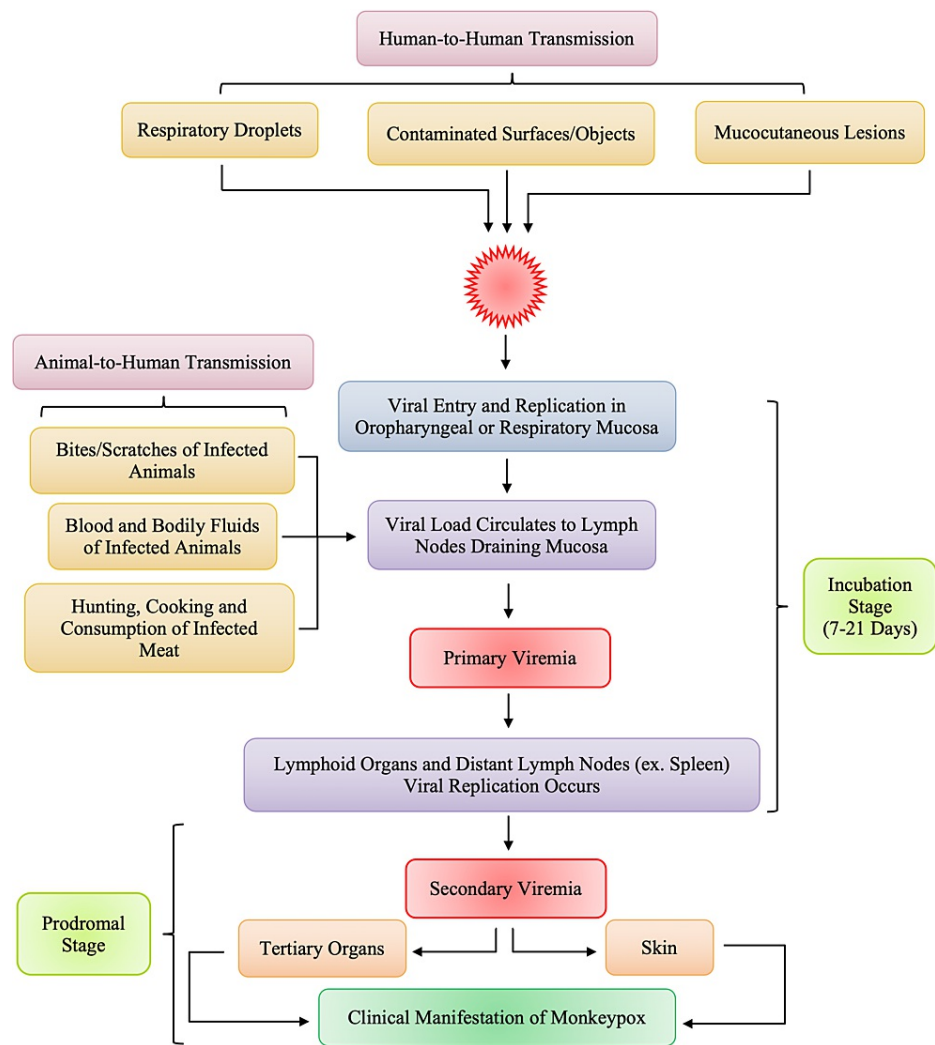 Human-to-Human Transmission
Respiratory Droplets
Contaminated Surfaces/Objects
Mucocutaneous Lesions
Animal-to-Human Transmission
Bites/Scratches of Infected
Animals
Blood and Bodily Fluids
of Infected Animals
Hunting, Cooking and
Consumption of Infected
Meat
Viral Entry and Replication in
Oropharyngeal or Respiratory Mucosa
Viral Load Circulates to Lymph
Nodes Draining Mucosa
Primary Viremia
Lymphoid Organs and Distant Lymph Nodes (ex. Spleen)
Viral Replication Occurs
Incubation
Stage
(7-21 Days)
Secondary Viremia
Prodromal
Stage
Tertiary Organs
Skin
Clinical Manifestation of Monkeypox